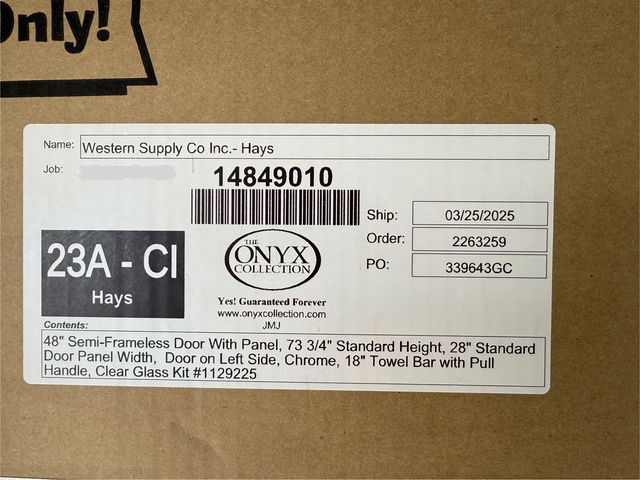 Only!
Name: Western Supply Co Inc.- Hays
Job:
14849010
Ship: 03/25/2025
Order: 2263259
PO: 339643GC
23A - CI
Hays
THE
ONYX
COLLECTION
Yes! Guaranteed Forever
www.onyxcollection.com
JMJ
Contents:
48" Semi-Frameless Door With Panel, 73 3/4" Standard Height, 28" Standard
Door Panel Width, Door on Left Side, Chrome, 18" Towel Bar with Pull
Handle, Clear Glass Kit #1129225